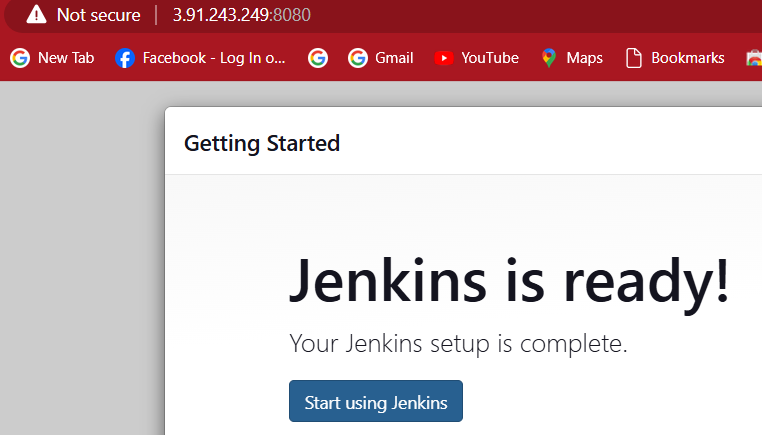 Not secure | 3.91.243.249:8080
New Tab Facebook - Log In o... Gmail YouTube Maps Bookmarks
Getting Started
Jenkins is ready!
Your Jenkins setup is complete.
Start using Jenkins